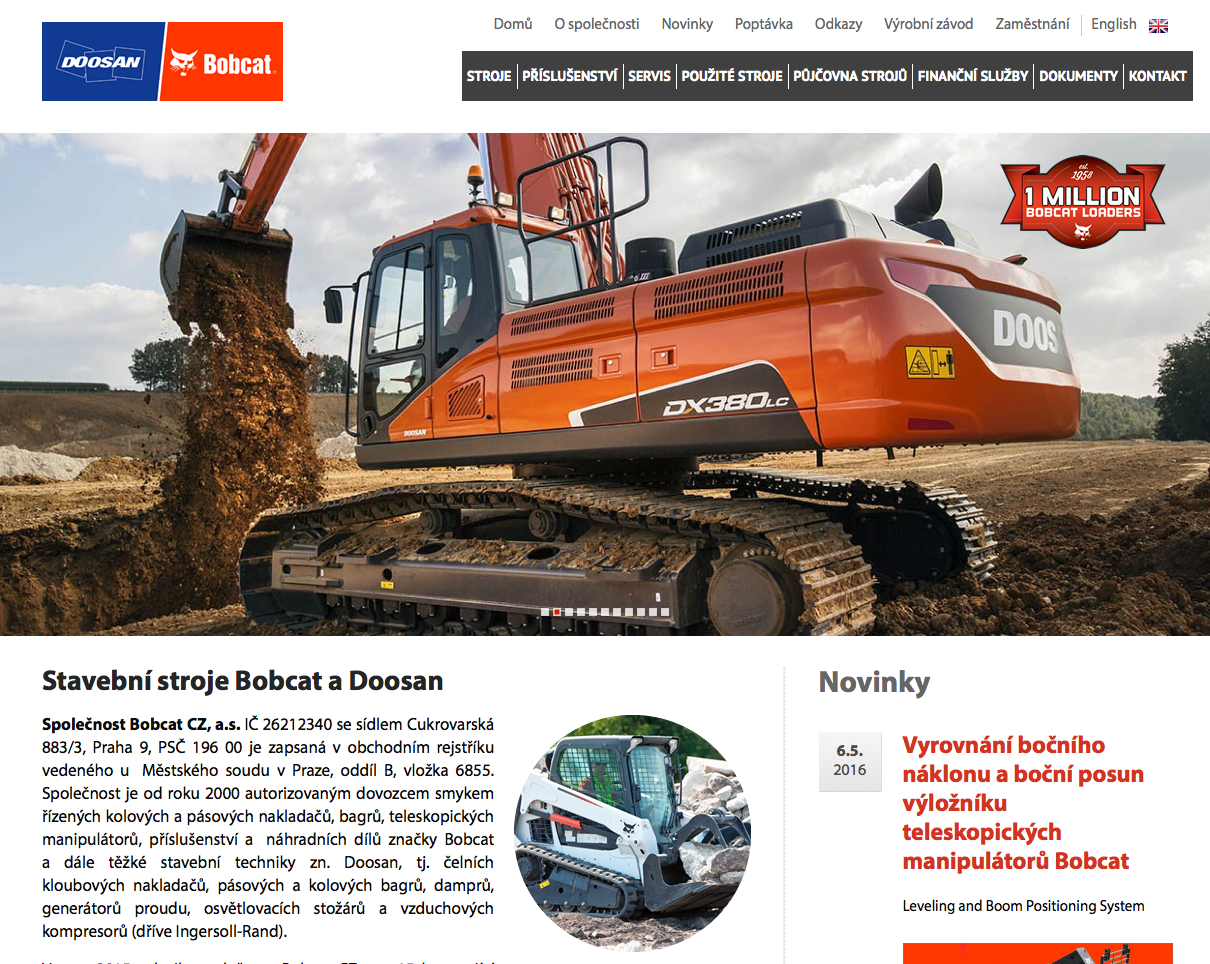 DOOSAN
Bobcat
Domů
O společnosti
Novinky
Poptávka
Odkazy
Výrobní závod
Zaměstnání
English
STROJE
PŘÍSLUŠENSTVÍ
SERVIS
POUŽITÉ STROJE
PŮJČOVNA STROJŮ
FINANČNÍ SLUŽBY
DOKUMENTY
KONTAKT
est.
1958
1 MILLION
BOBCAT LOADERS
DOOS
DX380LC
DOOSAN
Stavební stroje Bobcat a Doosan
Společnost Bobcat CZ, a.s. IČ 26212340 se sídlem Cukrovarská
883/3, Praha 9, PSČ 196 00 je zapsaná v obchodním rejstříku
vedeného u Městského soudu v Praze, oddíl B, vložka 6855.
Společnost je od roku 2000 autorizovaným dovozcem smykem
řízených kolových a pásových nakladačů, bagrů, teleskopických
manipulátorů, příslušenství a náhradních dílů značky Bobcat
a dále těžké stavební techniky zn. Doosan, tj. čelních
kloubových nakladačů, pásových a kolových bagrů, damprů,
generátorů proudu, osvětlovacích stožárů a vzduchových
kompresorů (dříve Ingersoll-Rand).
Novinky
6.5.
2016
Vyrovnání bočního
náklonu a boční posun
výložníku
teleskopických
manipulátorů Bobcat
Leveling and Boom Positioning System